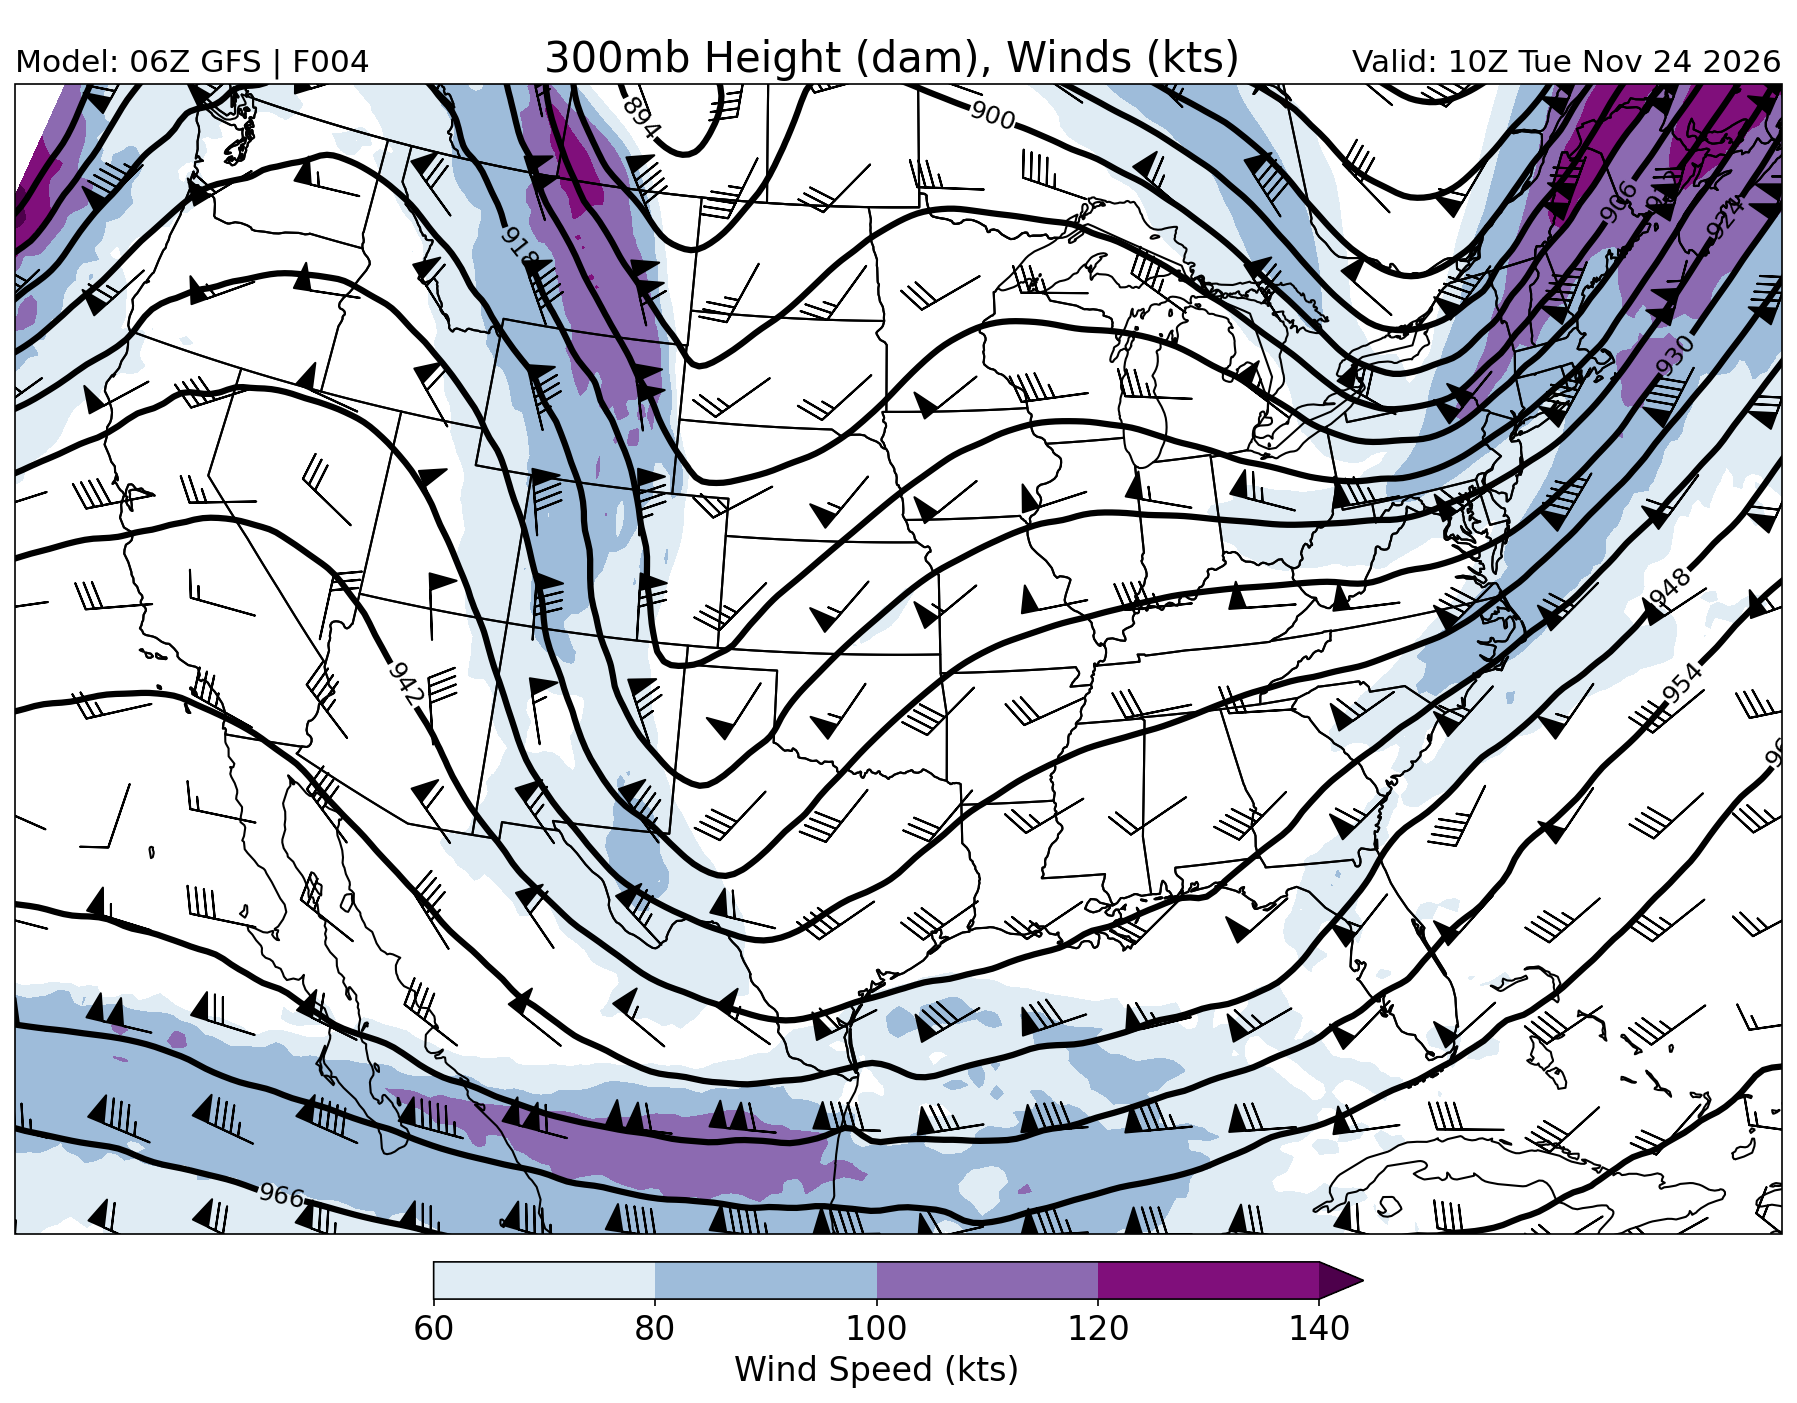 Model: 06Z GFS | F004
300mb Height (dam), Winds (kts)
Valid: 10Z Tue Nov 24 2026
894
900
906
924
918
930
948
942
954
966
60 80 100 120 140
Wind Speed (kts)